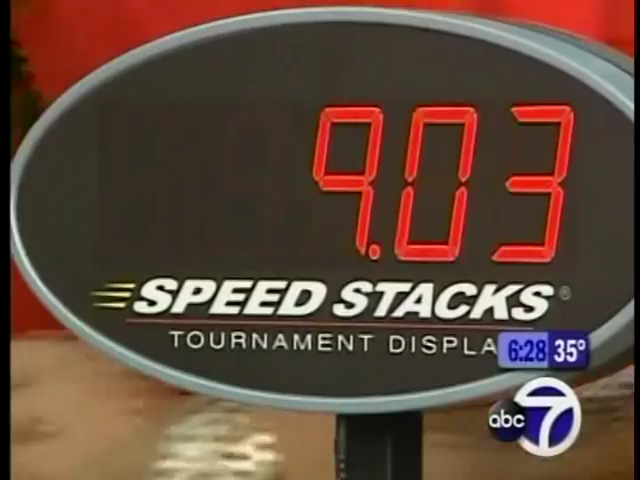 9.03
SPEED STACKS®
TOURNAMENT DISPLA
6:28 35°
abc 7